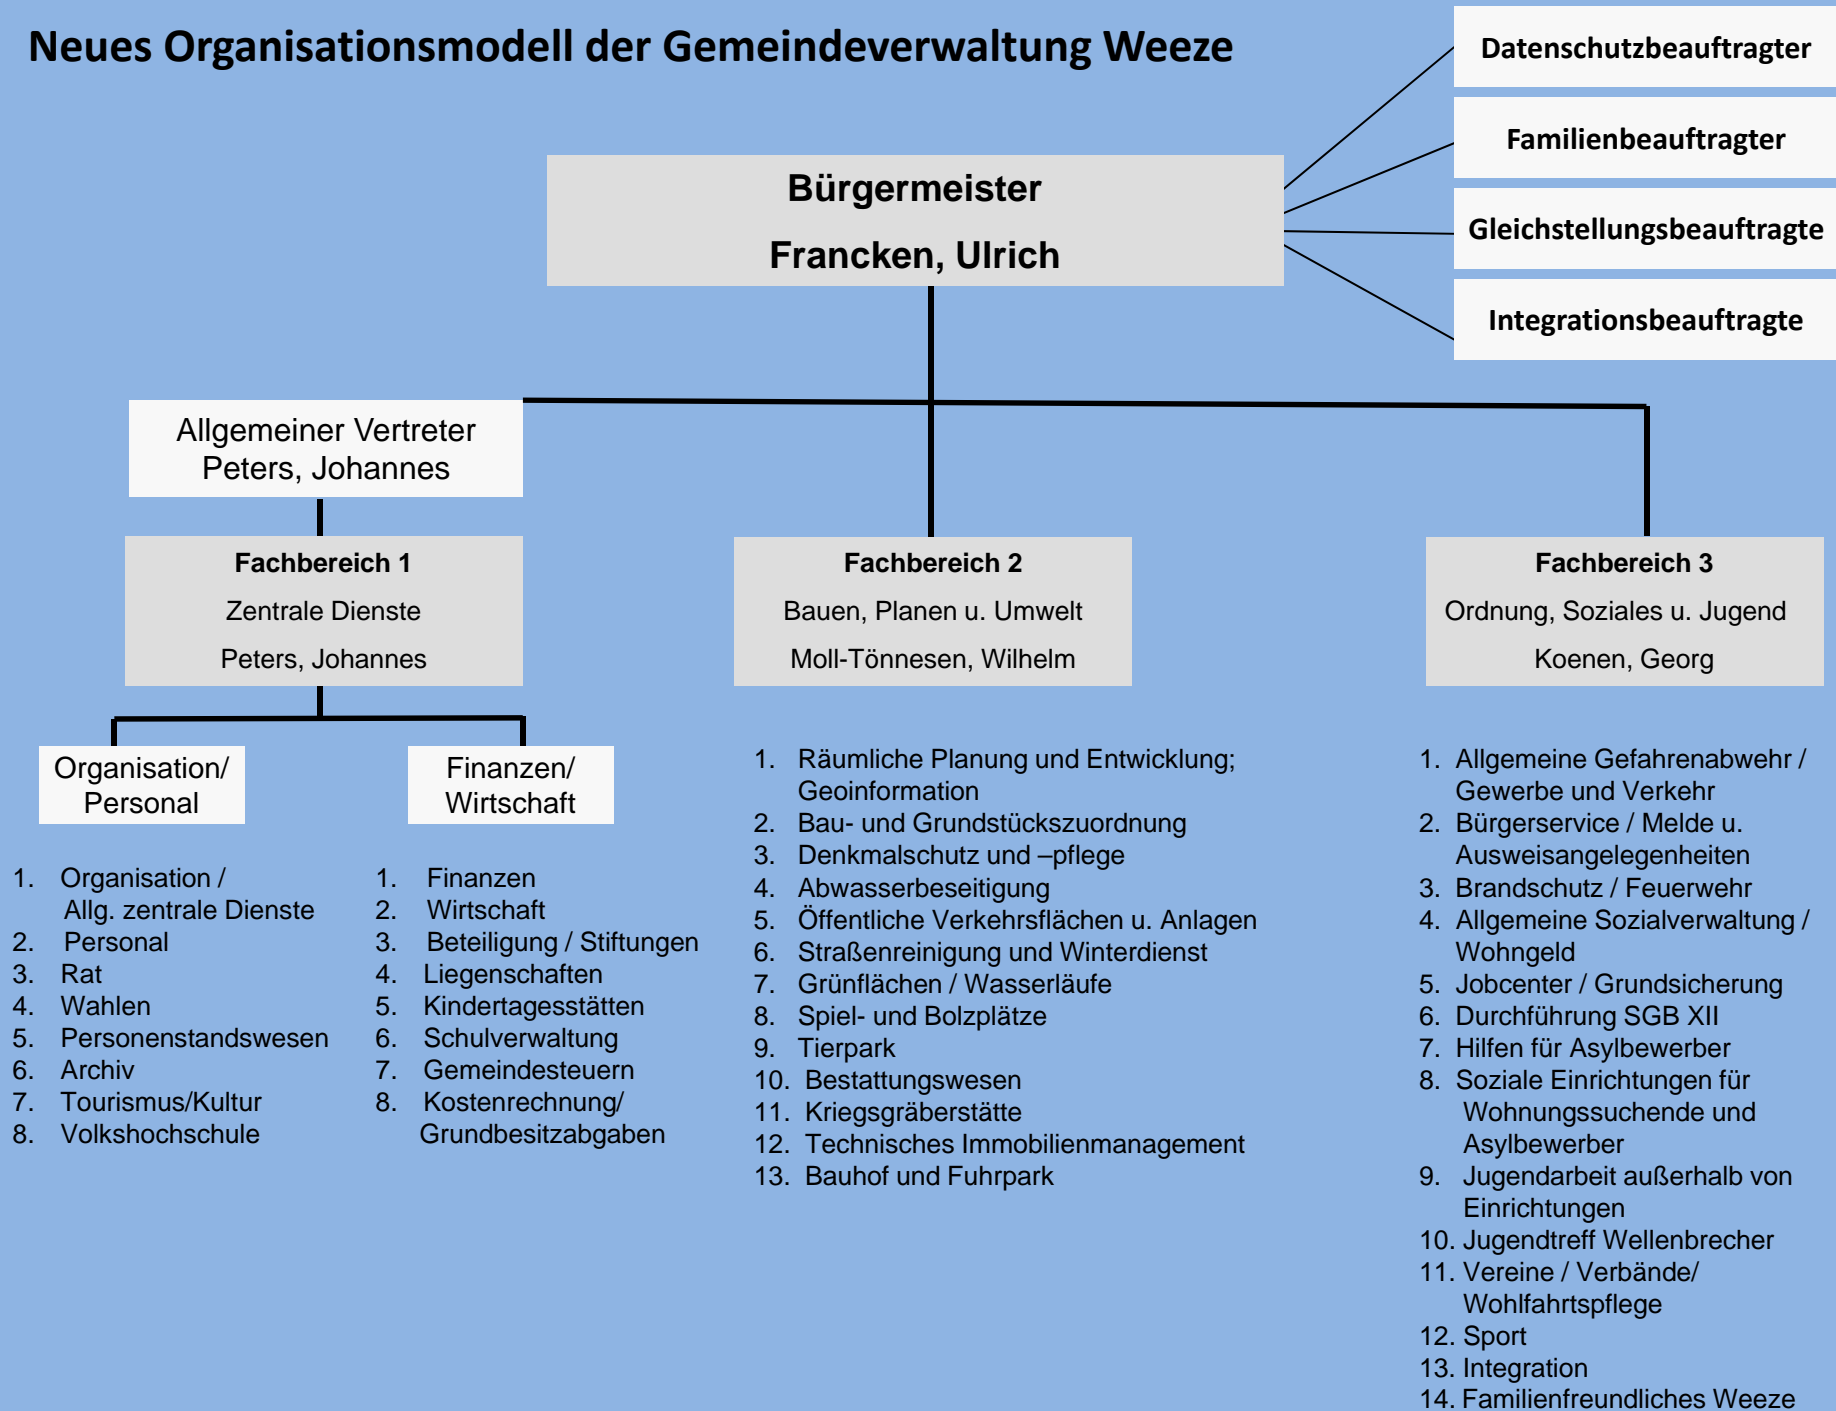 Neues Organisationsmodell der Gemeindeverwaltung Weeze
Datenschutzbeauftragter
Familienbeauftragter
Gleichstellungsbeauftragte
Integrationsbeauftragte
Bürgermeister
Francken, Ulrich
Allgemeiner Vertreter
Peters, Johannes
Fachbereich 1
Zentrale Dienste
Peters, Johannes
Fachbereich 2
Bauen, Planen u. Umwelt
Moll-Tönnesen, Wilhelm
Fachbereich 3
Ordnung, Soziales u. Jugend
Koenen, Georg
Organisation/
Personal
1. Organisation /
Allg. zentrale Dienste
2. Personal
3. Rat
4. Wahlen
5. Personenstandswesen
6. Archiv
7. Tourismus/Kultur
8. Volkshochschule
Finanzen/
Wirtschaft
1. Finanzen
2. Wirtschaft
3. Beteiligung / Stiftungen
4. Liegenschaften
5. Kindertagesstätten
6. Schulverwaltung
7. Gemeindesteuern
8. Kostenrechnung/
Grundbesitzabgaben
1. Räumliche Planung und Entwicklung;
Geoinformation
2. Bau- und Grundstückszuordnung
3. Denkmalschutz und –pflege
4. Abwasserbeseitigung
5. Öffentliche Verkehrsflächen u. Anlagen
6. Straßenreinigung und Winterdienst
7. Grünflächen / Wasserläufe
8. Spiel- und Bolzplätze
9. Tierpark
10. Bestattungswesen
11. Kriegsgräberstätte
12. Technisches Immobilienmanagement
13. Bauhof und Fuhrpark
1. Allgemeine Gefahrenabwehr /
Gewerbe und Verkehr
2. Bürgerservice / Melde u.
Ausweisangelegenheiten
3. Brandschutz / Feuerwehr
4. Allgemeine Sozialverwaltung /
Wohngeld
5. Jobcenter / Grundsicherung
6. Durchführung SGB XII
7. Hilfen für Asylbewerber
8. Soziale Einrichtungen für
Wohnungssuchende und
Asylbewerber
9. Jugendarbeit außerhalb von
Einrichtungen
10. Jugendtreff Wellenbrecher
11. Vereine / Verbände/
Wohlfahrtspflege
12. Sport
13. Integration
14. Familienfreundliches Weeze